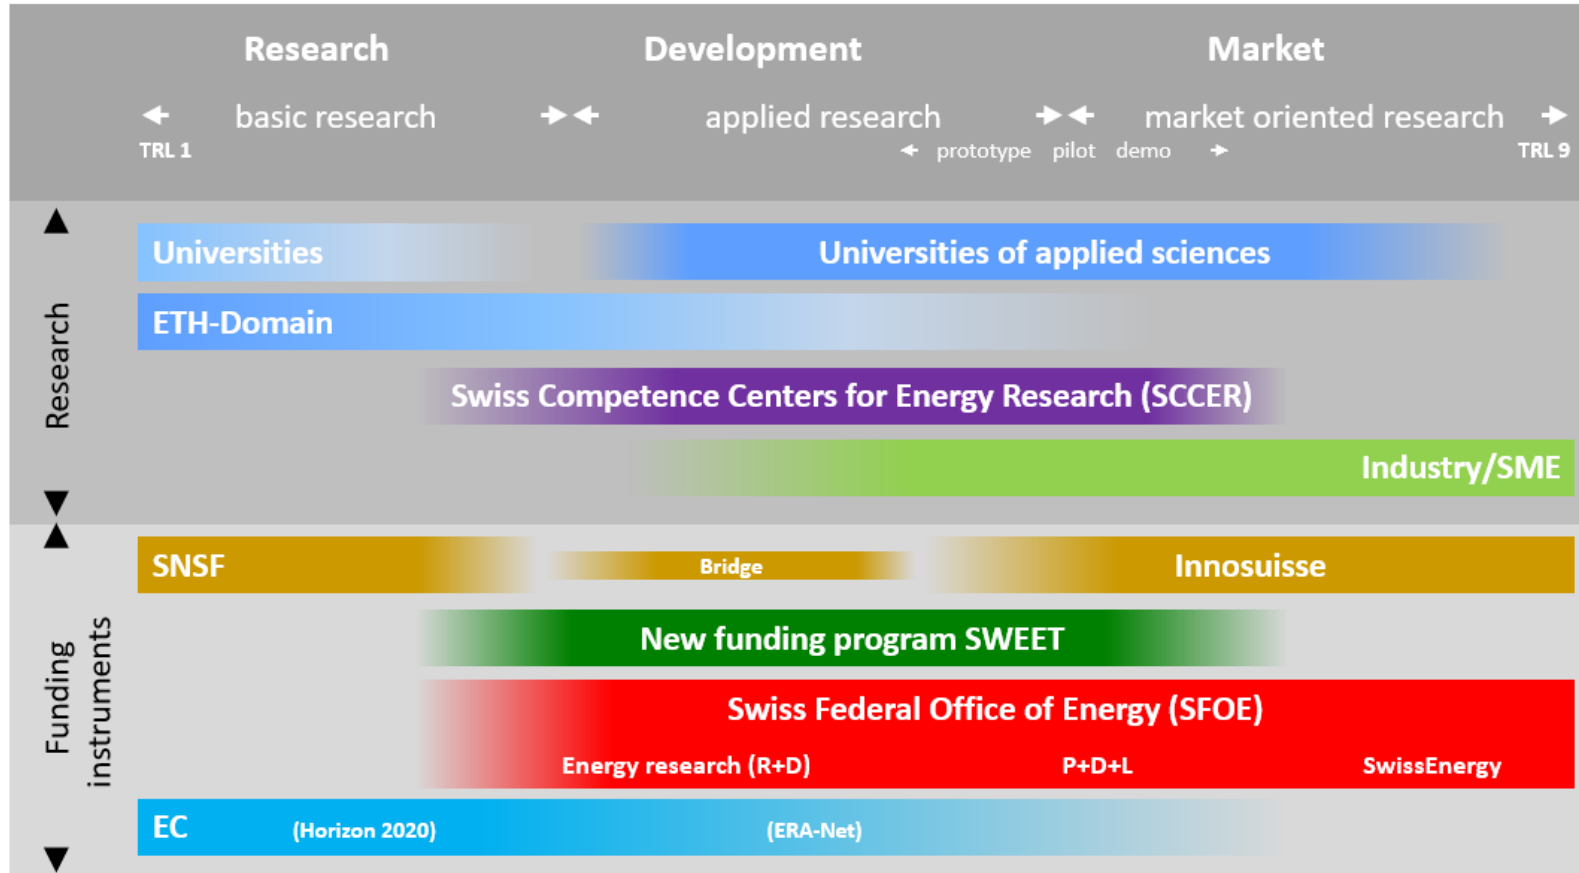 Research Development Market
basic research applied research market oriented research
TRL 1 prototype pilot demo TRL 9
Research
Universities Universities of applied sciences
ETH-Domain
Swiss Competence Centers for Energy Research (SCCER)
Industry/SME
Funding
instruments
SNSF Bridge Innosuisse
New funding program SWEET
Swiss Federal Office of Energy (SFOE)
Energy research (R+D) P+D+L SwissEnergy
EC (Horizon 2020) (ERA-Net)